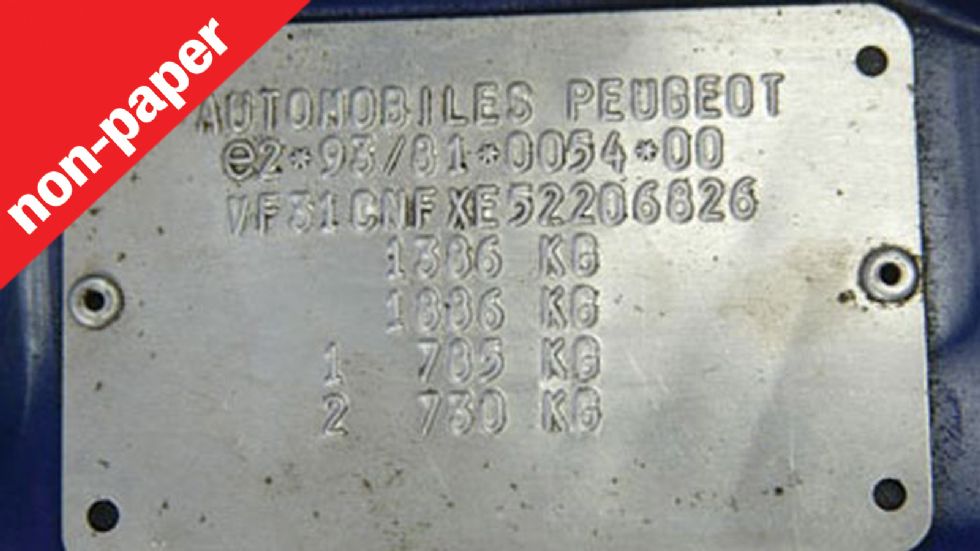 non-paper
AUTOMOBILES PEUGEOT
e2*93/81*0054*00
VF31CNFXE52206826
1386 KG
1886 KG
1 785 KG
2 730 KG